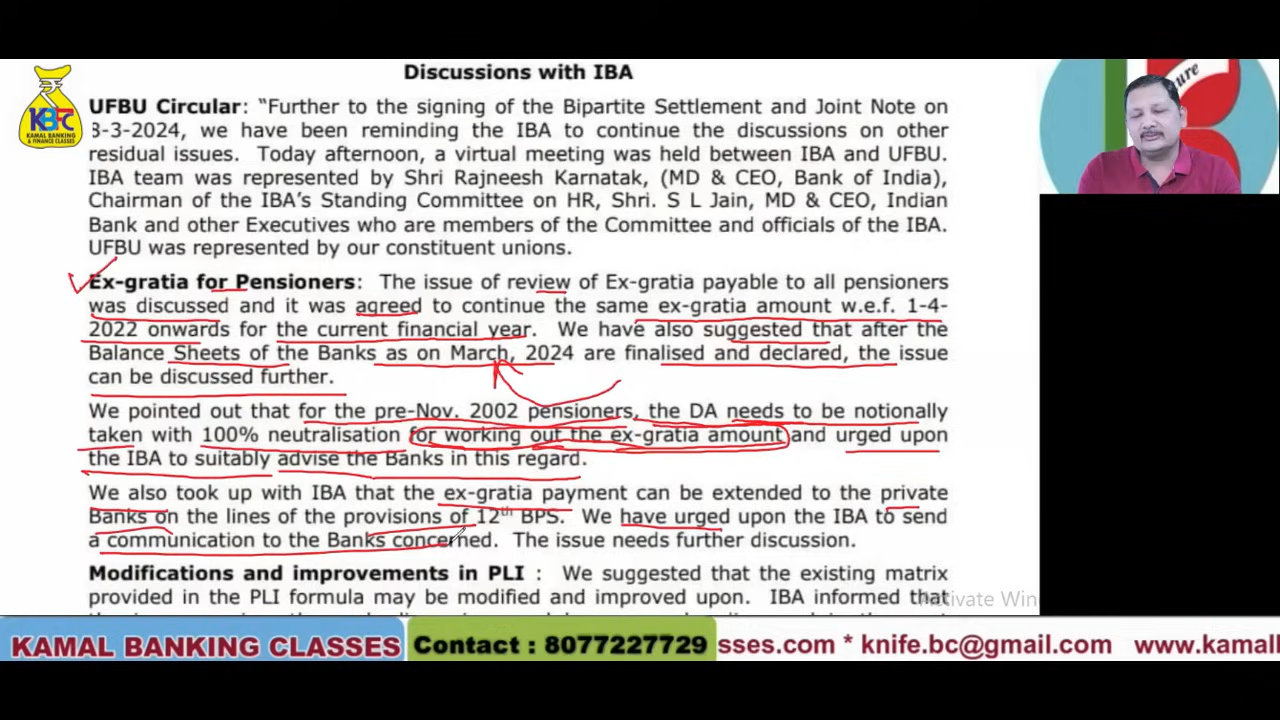 Discussions with IBA
UFBU Circular: "Further to the signing of the Bipartite Settlement and Joint Note on
8-3-2024, we have been reminding the IBA to continue the discussions on other
residual issues. Today afternoon, a virtual meeting was held between IBA and UFBU.
IBA team was represented by Shri Rajneesh Karnatak, (MD & CEO, Bank of India),
Chairman of the IBA's Standing Committee on HR, Shri. S L Jain, MD & CEO, Indian
Bank and other Executives who are members of the Committee and officials of the IBA.
UFBU was represented by our constituent unions.
Ex-gratia for Pensioners: The issue of review of Ex-gratia payable to all pensioners
was discussed and it was agreed to continue the same ex-gratia amount w.e.f. 1-4-
2022 onwards for the current financial year. We have also suggested that after the
Balance Sheets of the Banks as on March, 2024 are finalised and declared, the issue
can be discussed further.
We pointed out that for the pre-Nov. 2002 pensioners, the DA needs to be notionally
taken with 100% neutralisation for working out the ex-gratia amount and urged upon
the IBA to suitably advise the Banks in this regard.
We also took up with IBA that the ex-gratia payment can be extended to the private
Banks on the lines of the provisions of 12th BPS. We have urged upon the IBA to send
a communication to the Banks concerned. The issue needs further discussion.
Modifications and improvements in PLI : We suggested that the existing matrix
provided in the PLI formula may be modified and improved upon. IBA informed that
KBFC
KAMAL BANKING
& FINANCE CLASSES
ure
Activate Win
KAMAL BANKING CLASSES
Contact : 8077227729
sses.com * knife.bc@gmail.com www.kamal